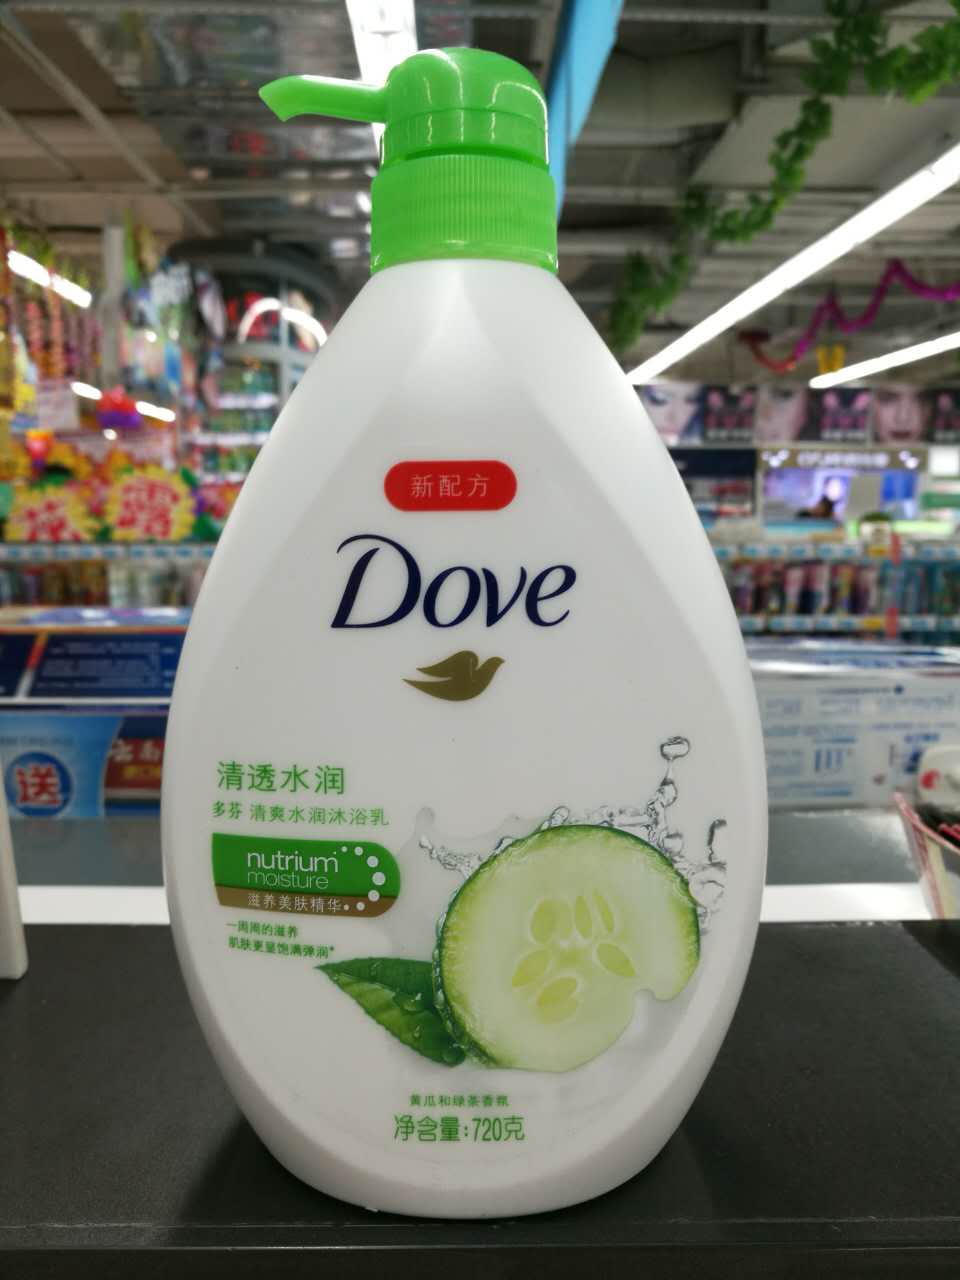 新配方
Dove
清透水润
多芬 清爽水润沐浴乳
nutrium
moisture
滋养美肤精华
一周周的滋养
肌肤更显饱满弹润*
黄瓜和绿茶香氛
净含量:720克
送